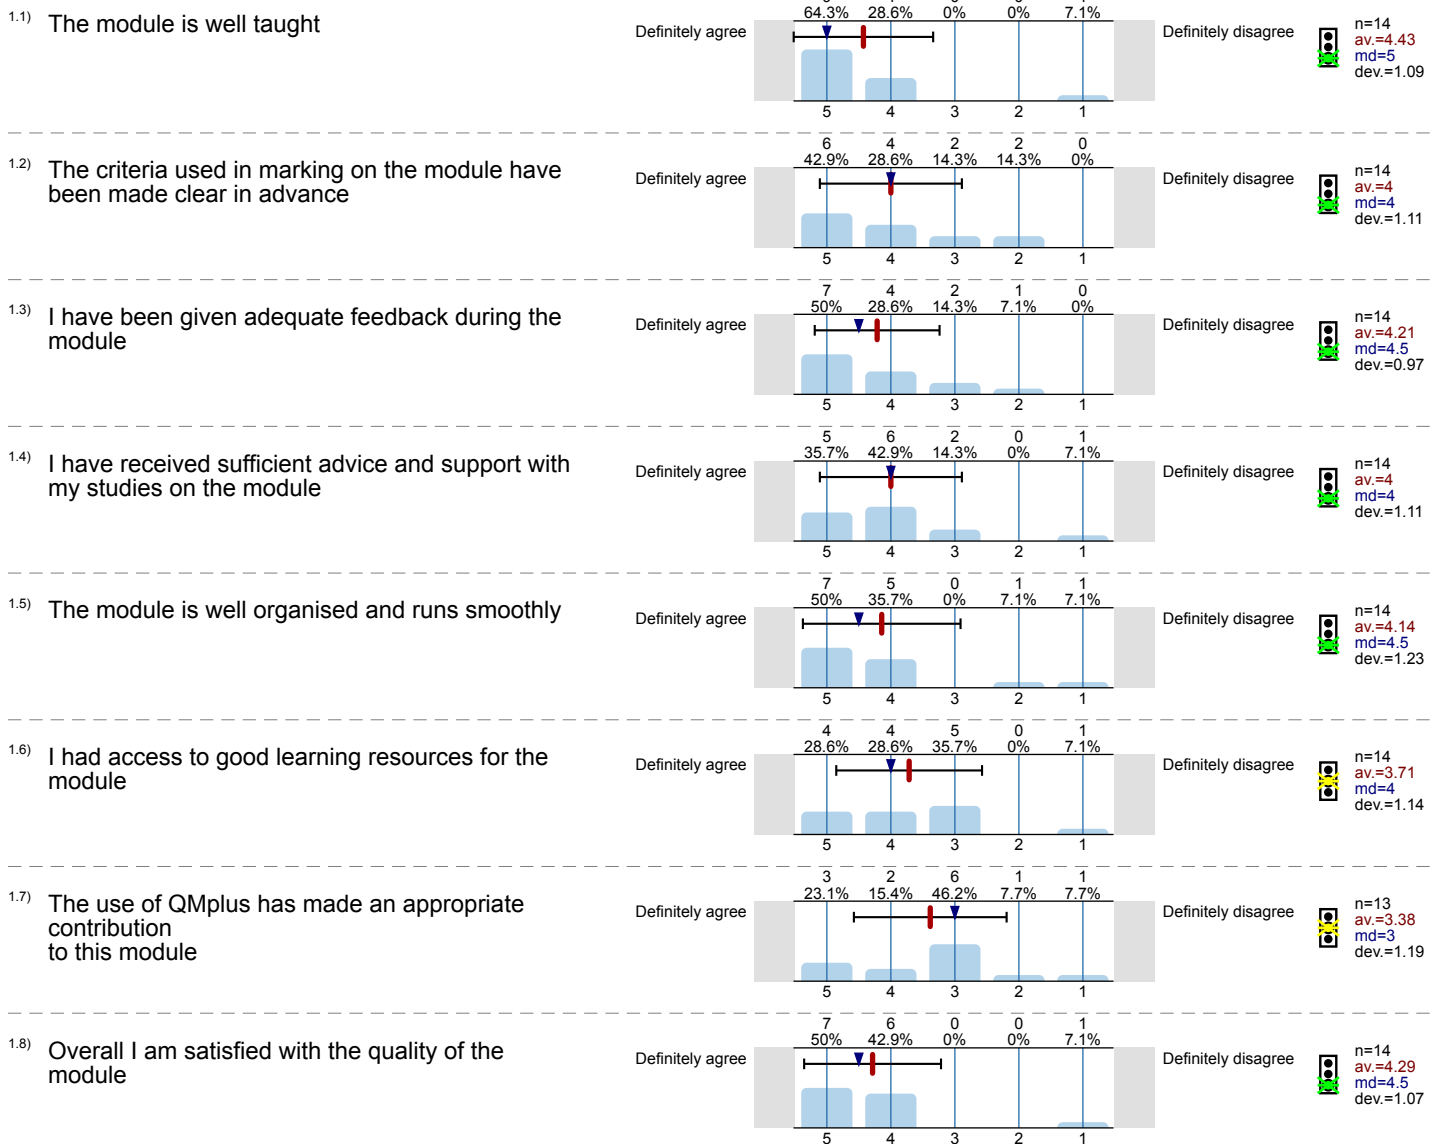 1.1) The module is well taught
Definitely agree
64.3% 28.6% 0% 0% 7.1%
5 4 3 2 1
Definitely disagree
n=14
av.=4.43
md=5
dev.=1.09
1.2) The criteria used in marking on the module have
been made clear in advance
Definitely agree
6 4 2 2 0
42.9% 28.6% 14.3% 14.3% 0%
5 4 3 2 1
Definitely disagree
n=14
av.=4
md=4
dev.=1.11
1.3) I have been given adequate feedback during the
module
Definitely agree
7 4 2 1 0
50% 28.6% 14.3% 7.1% 0%
5 4 3 2 1
Definitely disagree
n=14
av.=4.21
md=4.5
dev.=0.97
1.4) I have received sufficient advice and support with
my studies on the module
Definitely agree
5 6 2 0 1
35.7% 42.9% 14.3% 0% 7.1%
5 4 3 2 1
Definitely disagree
n=14
av.=4
md=4
dev.=1.11
1.5) The module is well organised and runs smoothly
Definitely agree
7 5 0 1 1
50% 35.7% 0% 7.1% 7.1%
5 4 3 2 1
Definitely disagree
n=14
av.=4.14
md=4.5
dev.=1.23
1.6) I had access to good learning resources for the
module
Definitely agree
4 4 5 0 1
28.6% 28.6% 35.7% 0% 7.1%
5 4 3 2 1
Definitely disagree
n=14
av.=3.71
md=4
dev.=1.14
1.7) The use of QMplus has made an appropriate
contribution
to this module
Definitely agree
3 2 6 1 1
23.1% 15.4% 46.2% 7.7% 7.7%
5 4 3 2 1
Definitely disagree
n=13
av.=3.38
md=3
dev.=1.19
1.8) Overall I am satisfied with the quality of the
module
Definitely agree
7 6 0 0 1
50% 42.9% 0% 0% 7.1%
5 4 3 2 1
Definitely disagree
n=14
av.=4.29
md=4.5
dev.=1.07